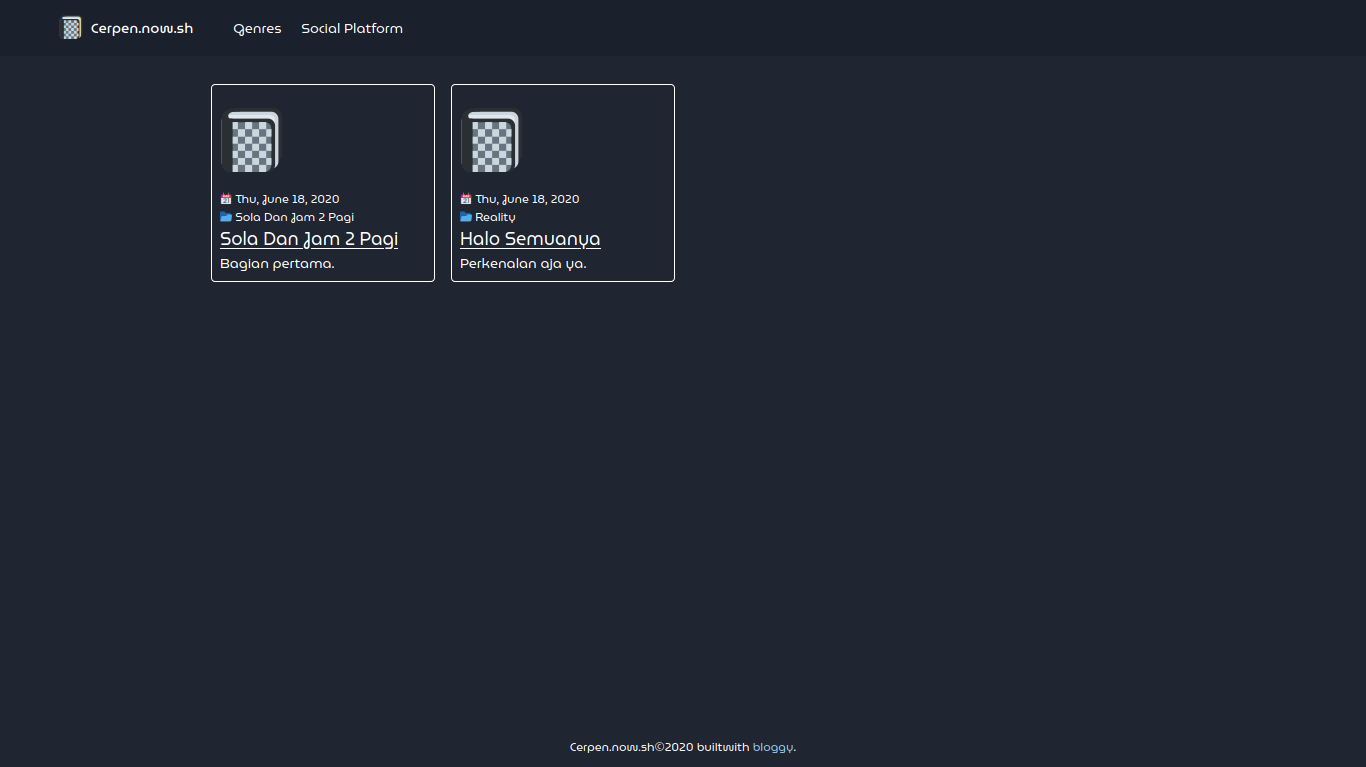 Cerpen.now.sh Genres Social Platform
Thu, June 18, 2020
Sola Dan Jam 2 Pagi
Sola Dan Jam 2 Pagi
Bagian pertama.
Thu, June 18, 2020
Reality
Halo Semuanya
Perkenalan aja ya.
Cerpen.now.sh©2020 builtwith bloggy.